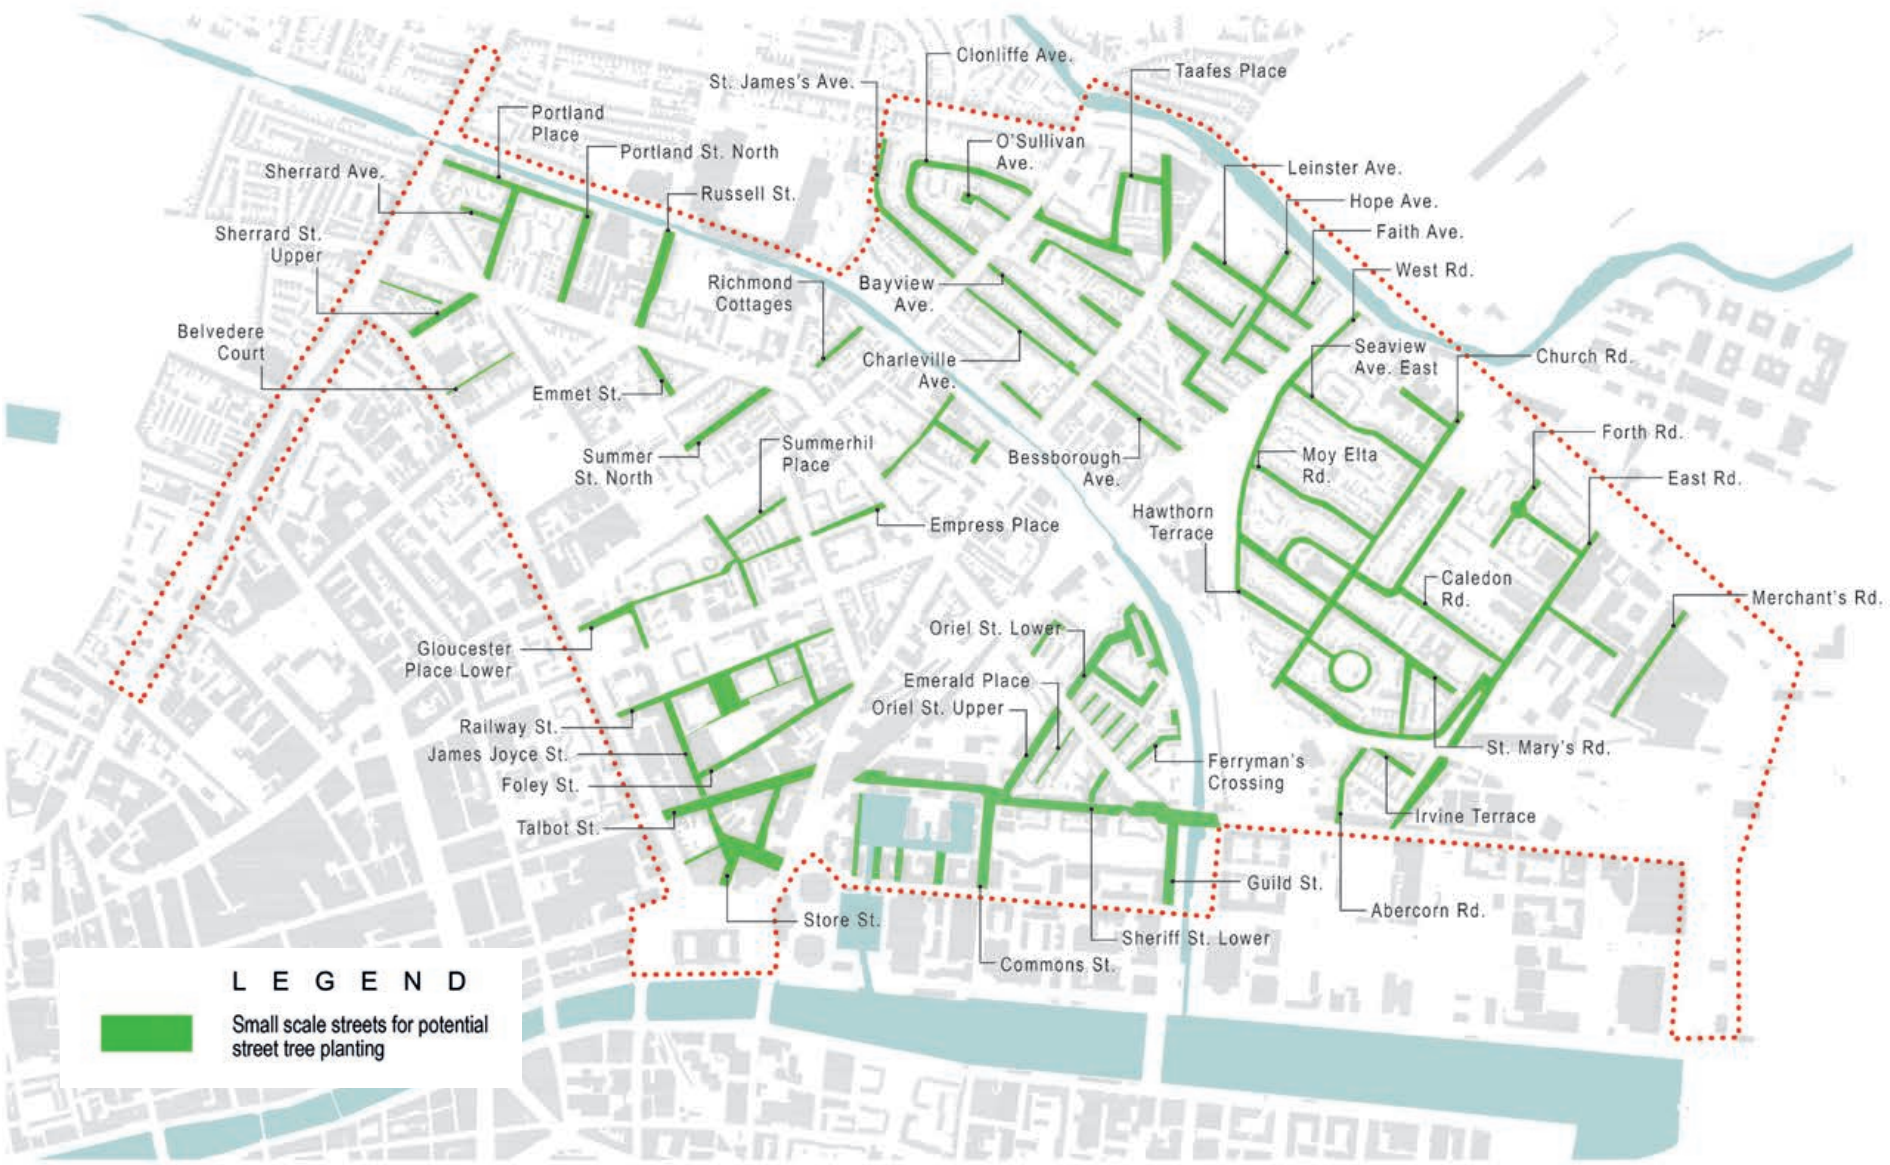 Clonliffe Ave.
St. James's Ave.
Taafes Place
Portland
Place
O'Sullivan
Ave.
Portland St. North
Sherrard Ave.
Leinster Ave.
Russell St.
Hope Ave.
Sherrard St.
Upper
Faith Ave.
West Rd.
Richmond
Cottages
Bayview
Ave.
Belvedere
Court
Seaview
Ave. East
Church Rd.
Charleville
Ave.
Emmet St.
Forth Rd.
Summerhil
Place
Summer
St. North
Bessborough
Ave.
Moy Elta
Rd.
East Rd.
Empress Place
Hawthorn
Terrace
Caledon
Rd.
Merchant's Rd.
Oriel St. Lower
Gloucester
Place Lower
Emerald Place
Oriel St. Upper
Railway St.
James Joyce St.
St. Mary's Rd.
Ferryman's
Crossing
Foley St.
Irvine Terrace
Talbot St.
Guild St.
Abercorn Rd.
Store St.
Sheriff St. Lower
Commons St.
LEGEND
Small scale streets for potential
street tree planting